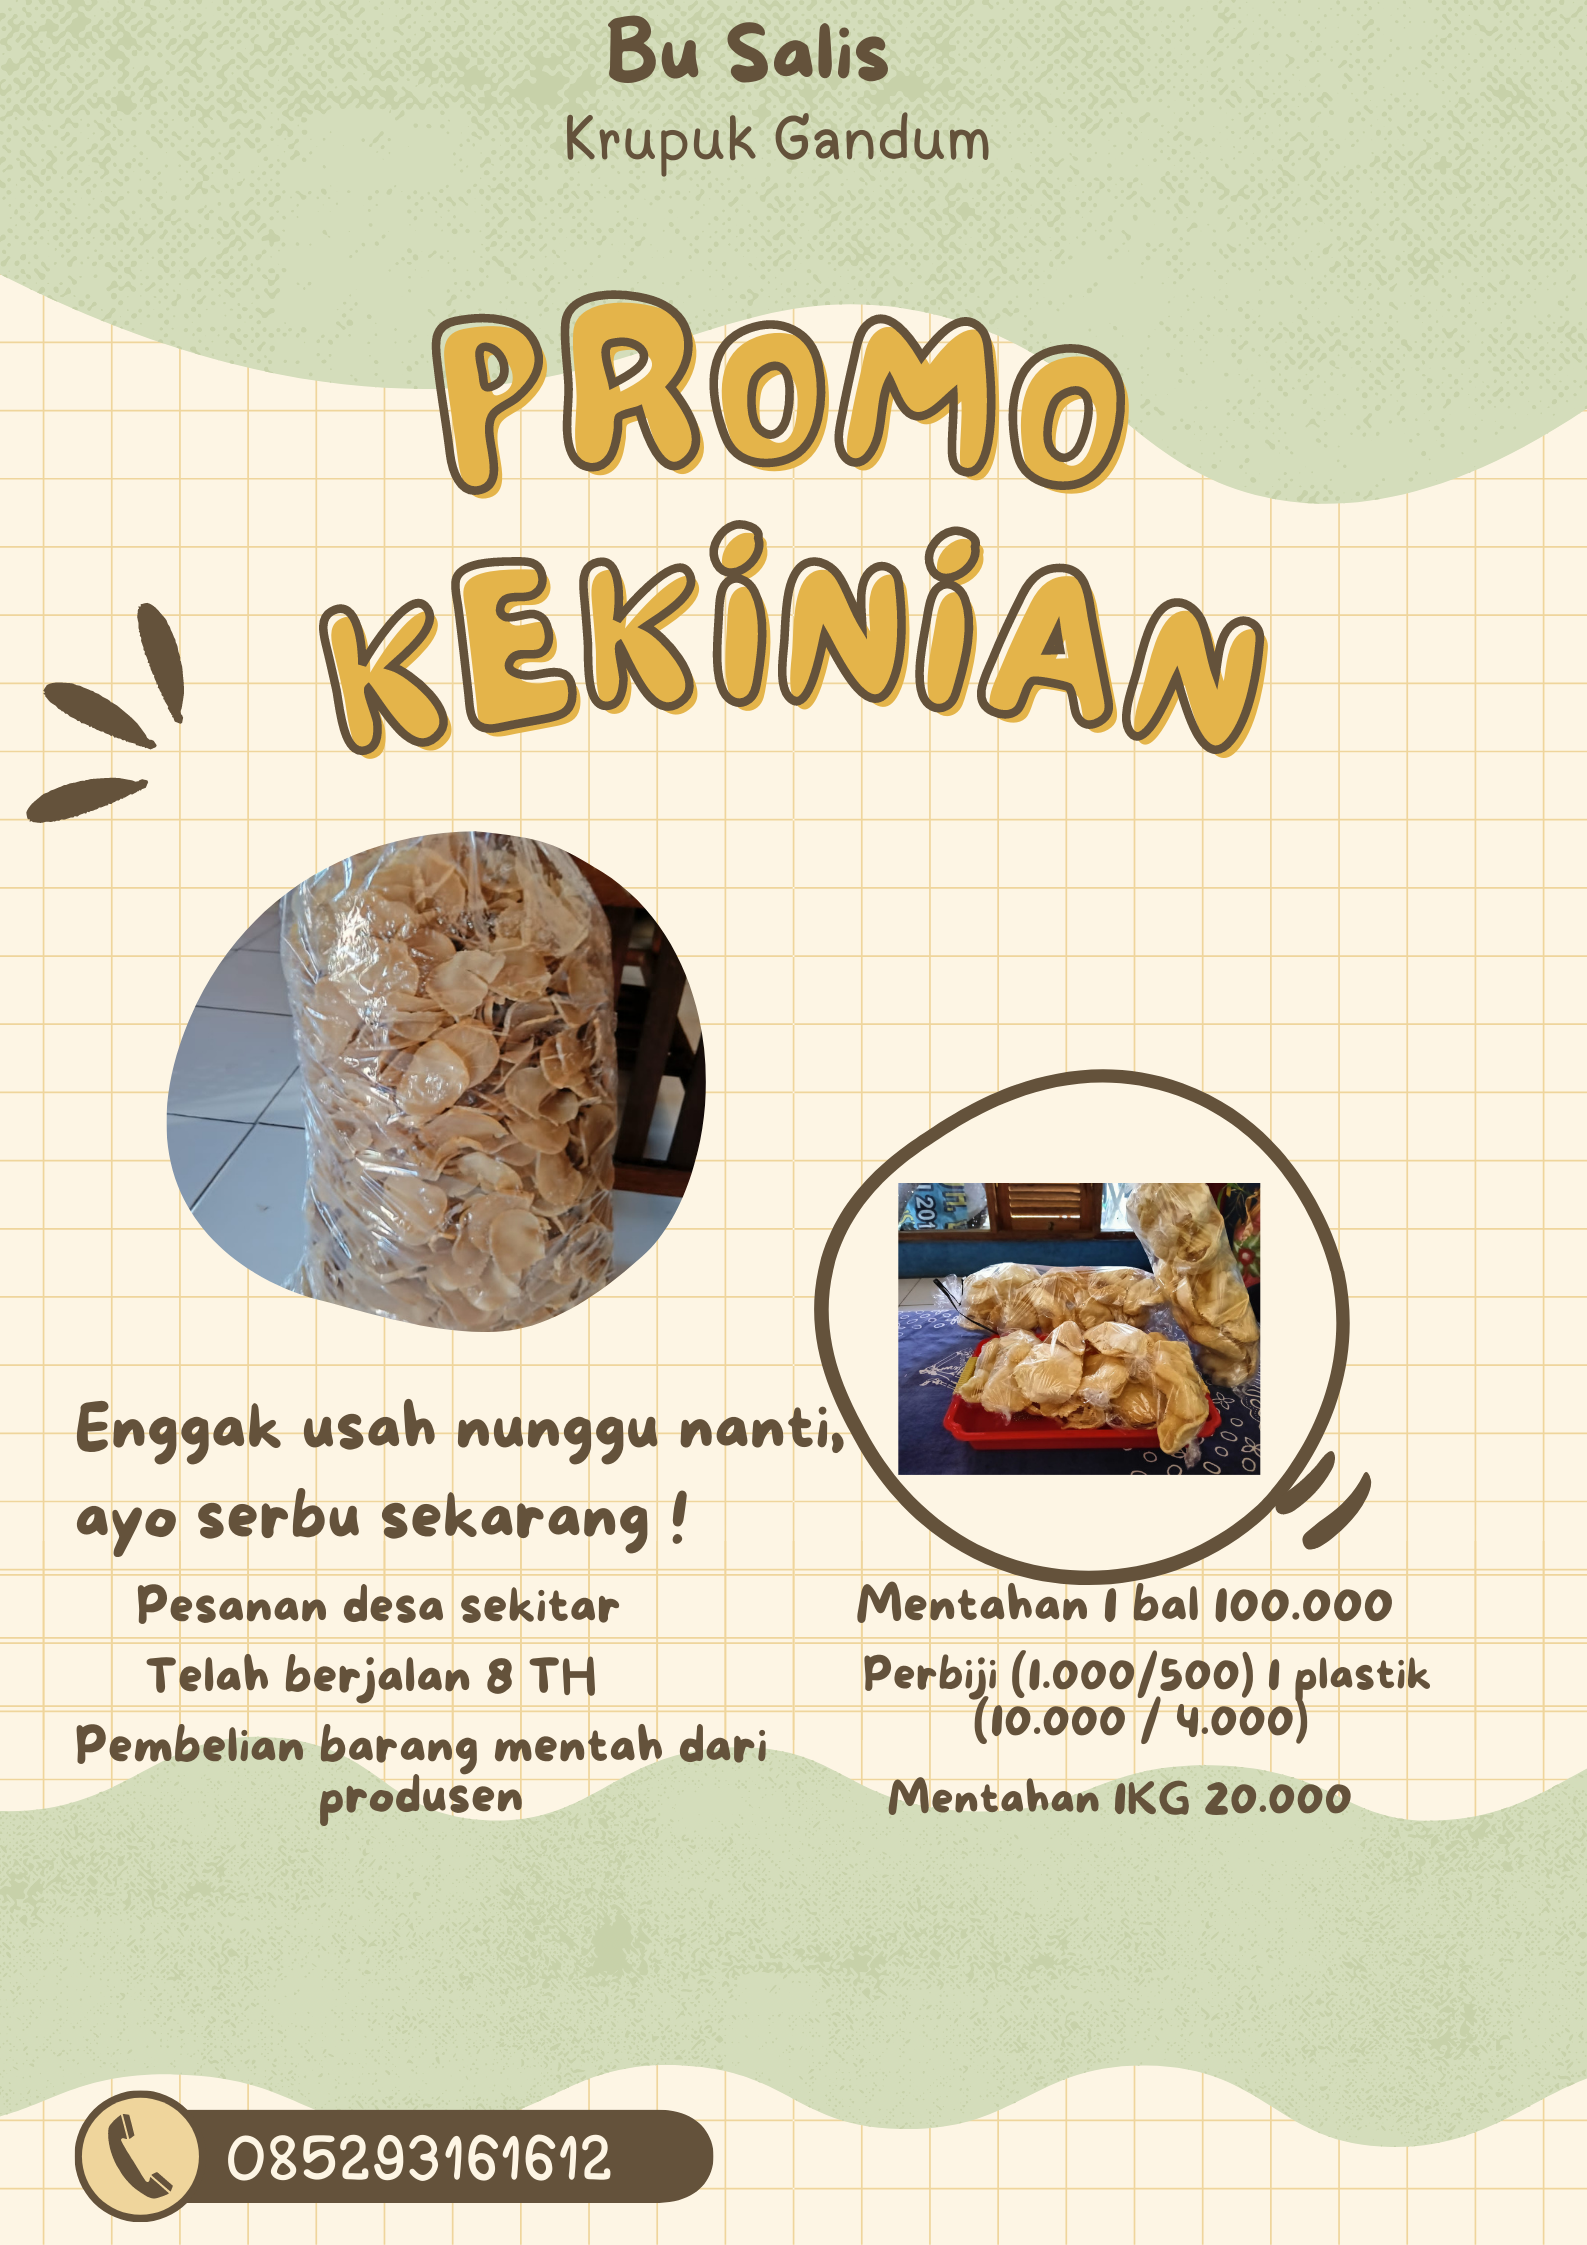 Bu Salis
Krupuk Gandum
PROMO
KEKiNiAN
Enggak usah nunggu nanti,
ayo serbu sekarang !
Pesanan desa sekitar
Telah berjalan 8 TH
Pembelian barang mentah dari
produsen
Mentahan 1 bal 100.000
Perbiji (1.000/500) 1 plastik
(10.000 / 4.000)
Mentahan 1KG 20.000
085293161612